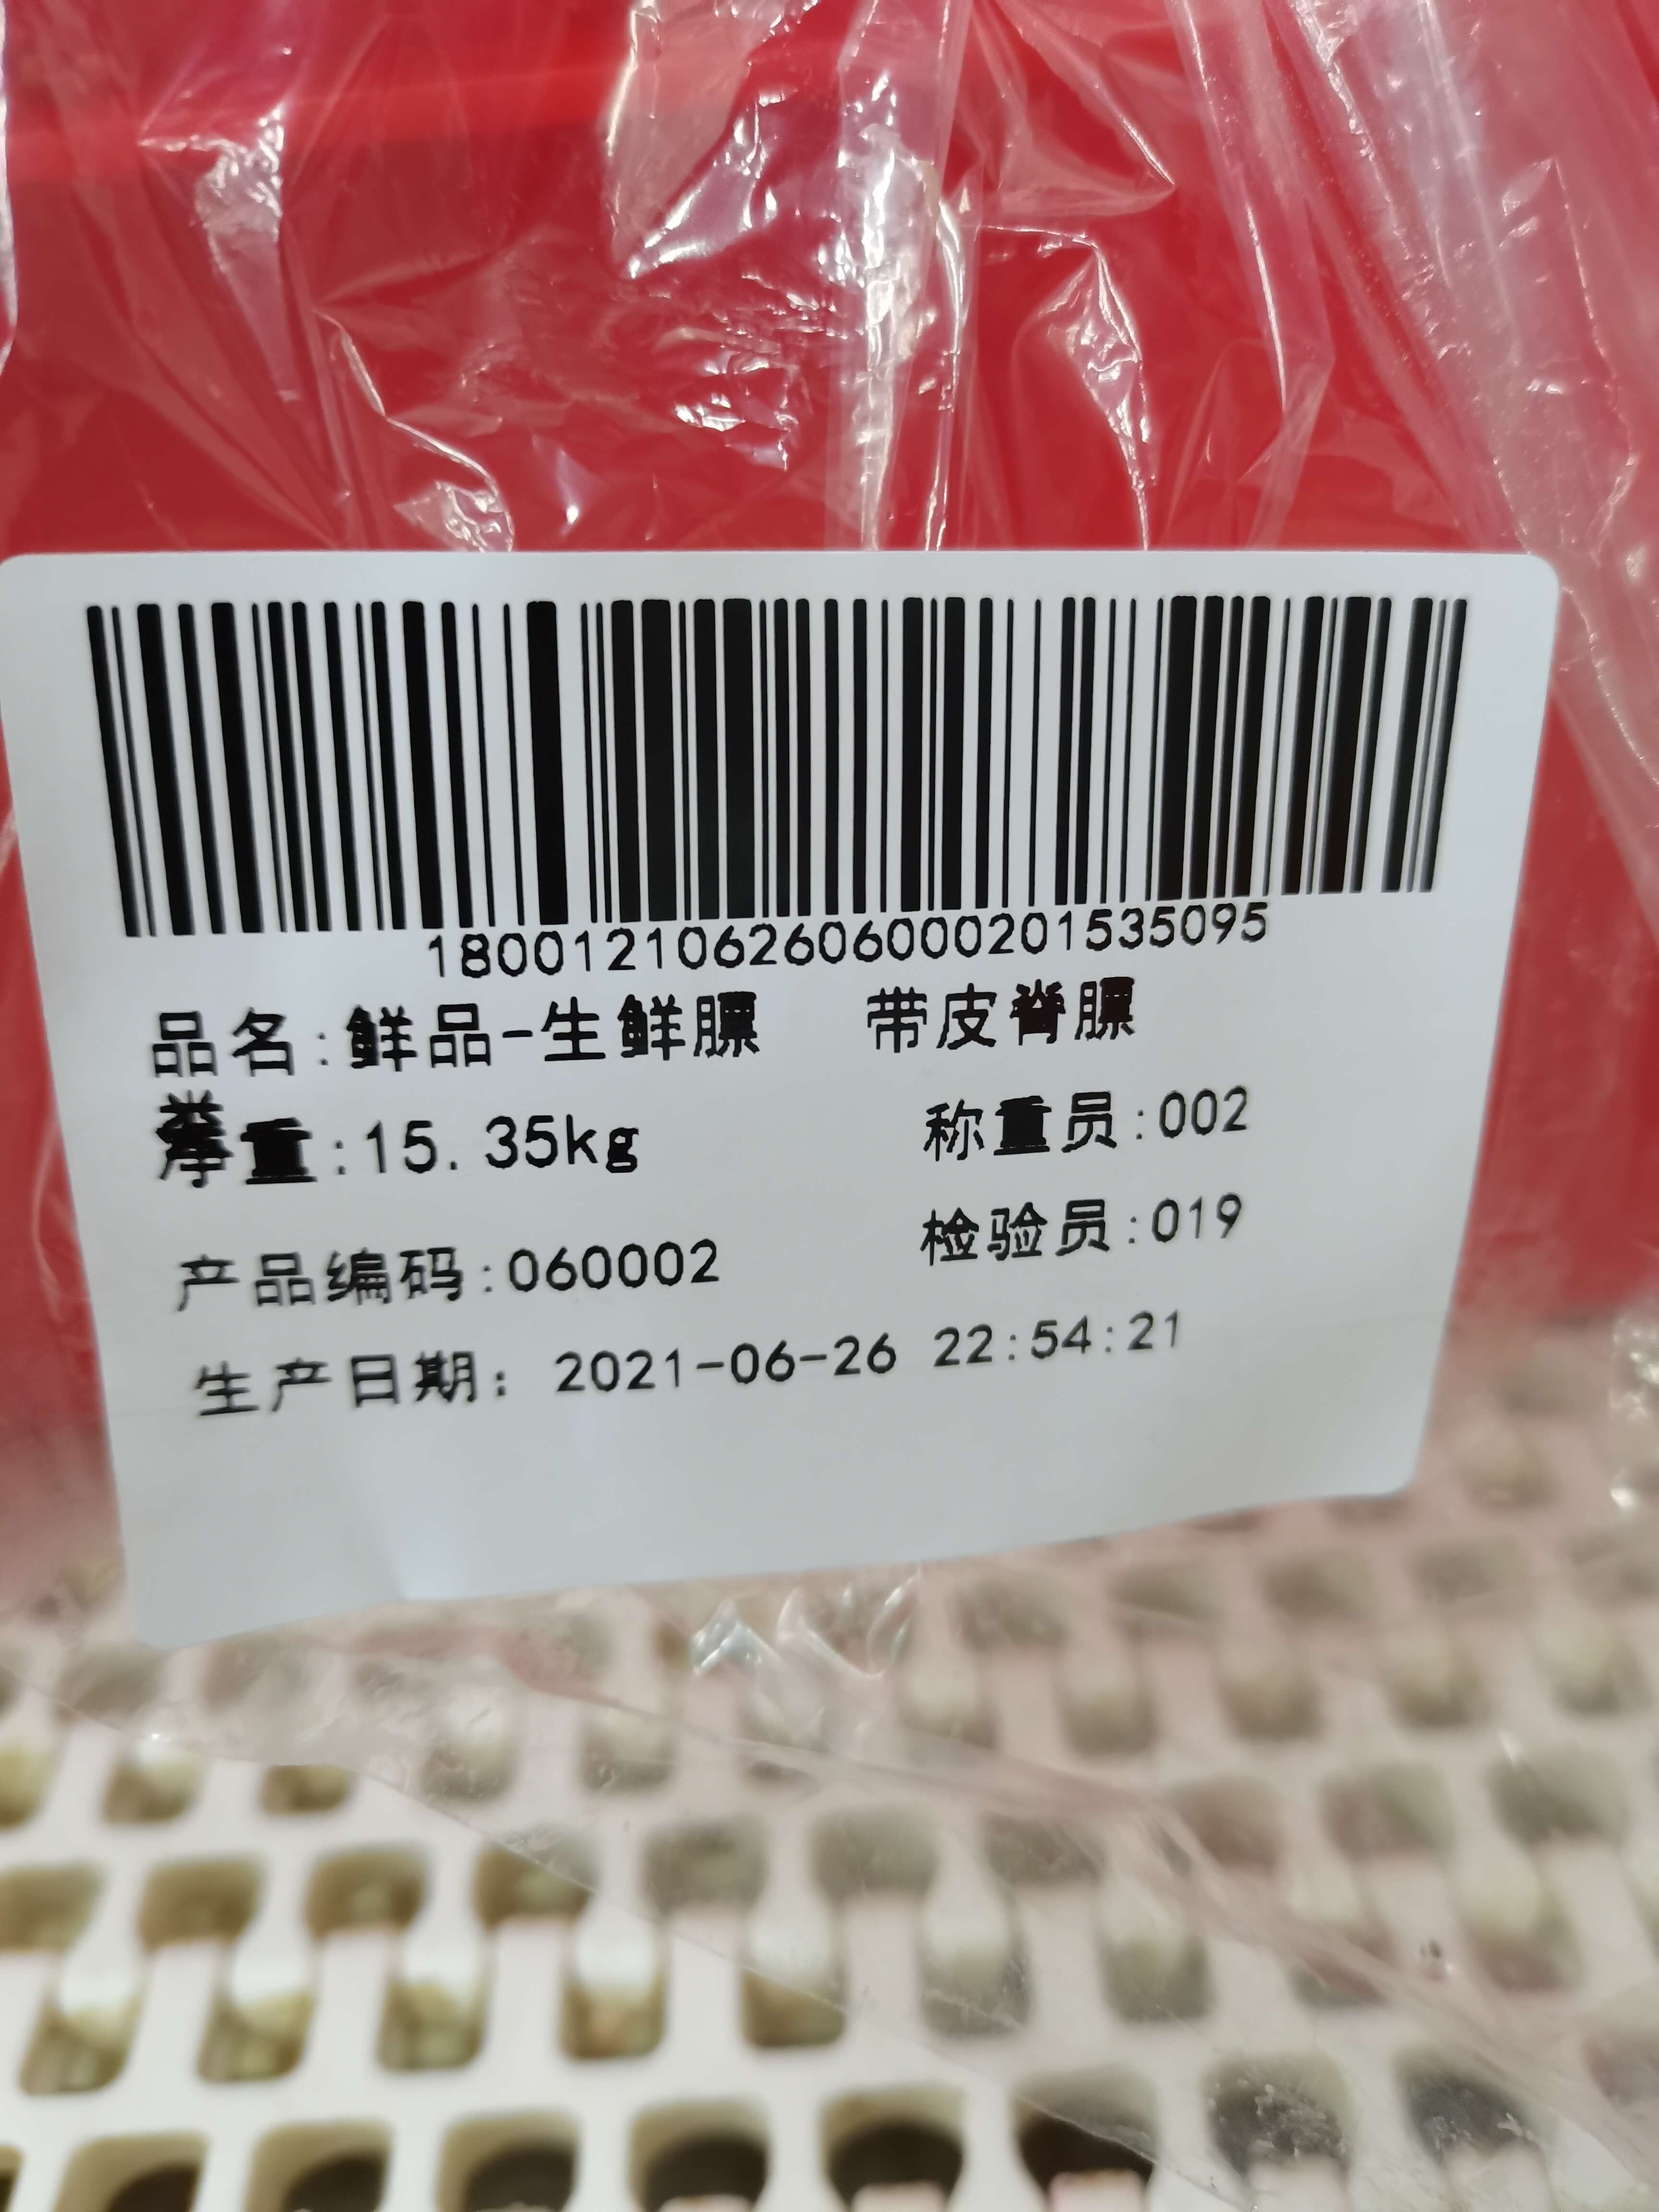 1800121062606000201535095
品名:鲜品-生鲜膘 带皮脊膘
净重:15.35kg 称重员:002
产品编码:060002 检验员:019
生产日期: 2021-06-26 22:54:21